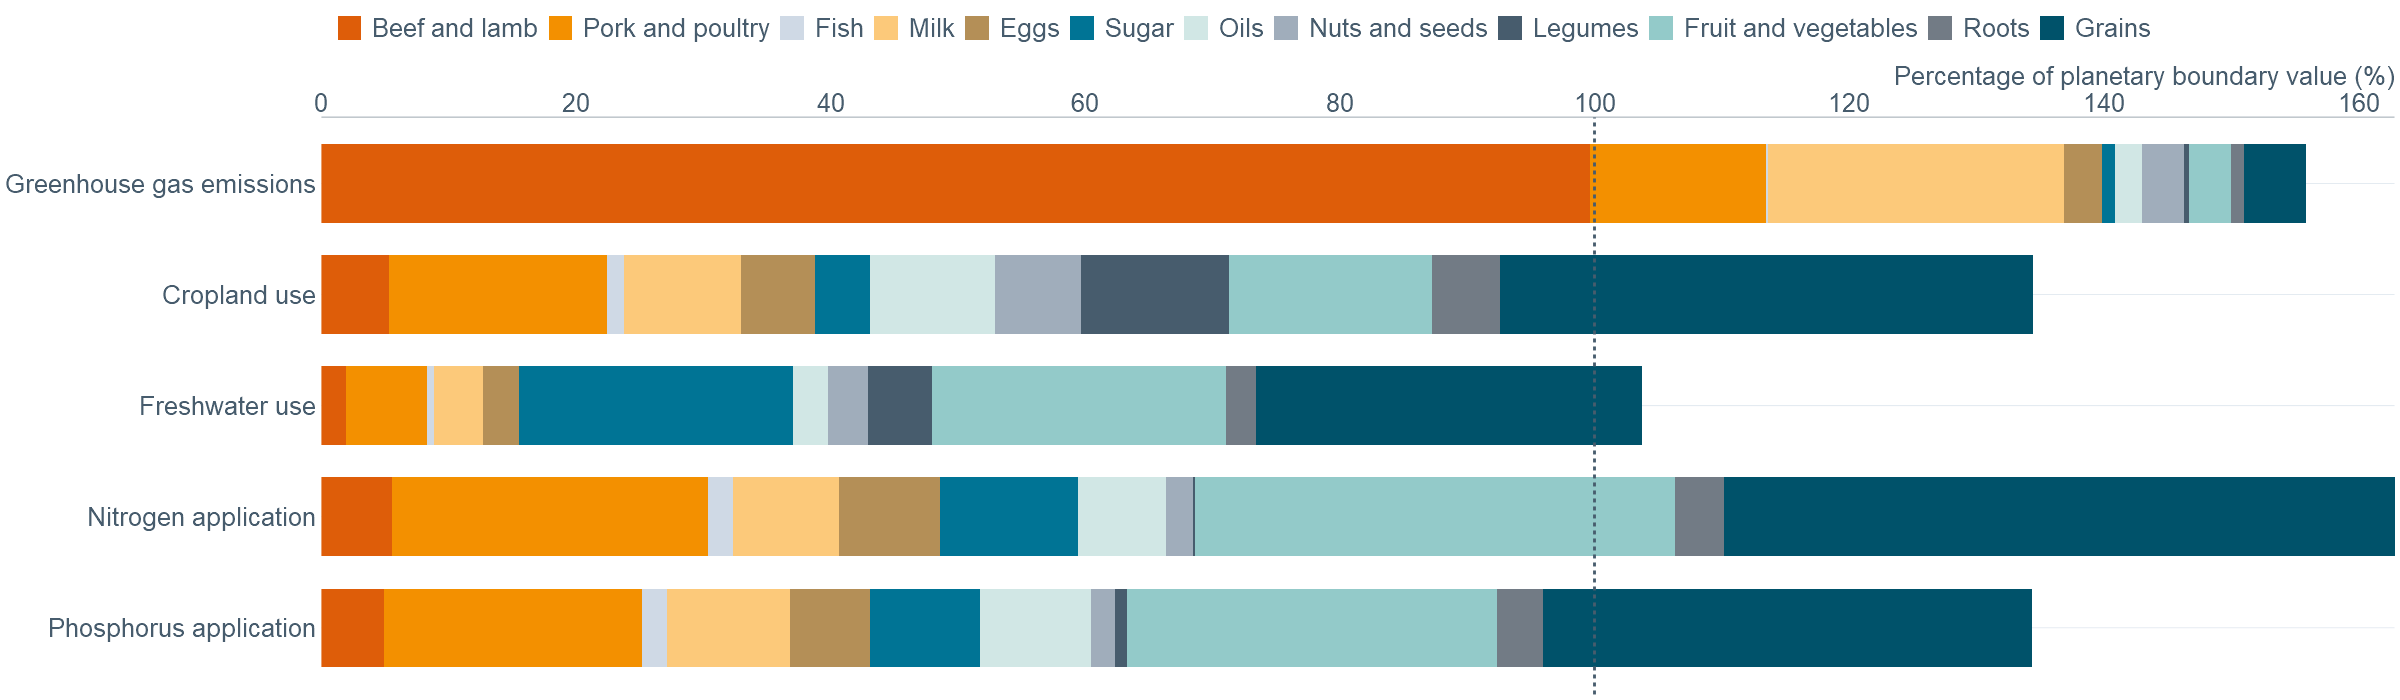 Beef and lamb Pork and poultry Fish Milk Eggs Sugar Oils Nuts and seeds Legumes Fruit and vegetables Roots Grains
Percentage of planetary boundary value (%)
0 20 40 60 80 100 120 140 160
Greenhouse gas emissions
Cropland use
Freshwater use
Nitrogen application
Phosphorus application